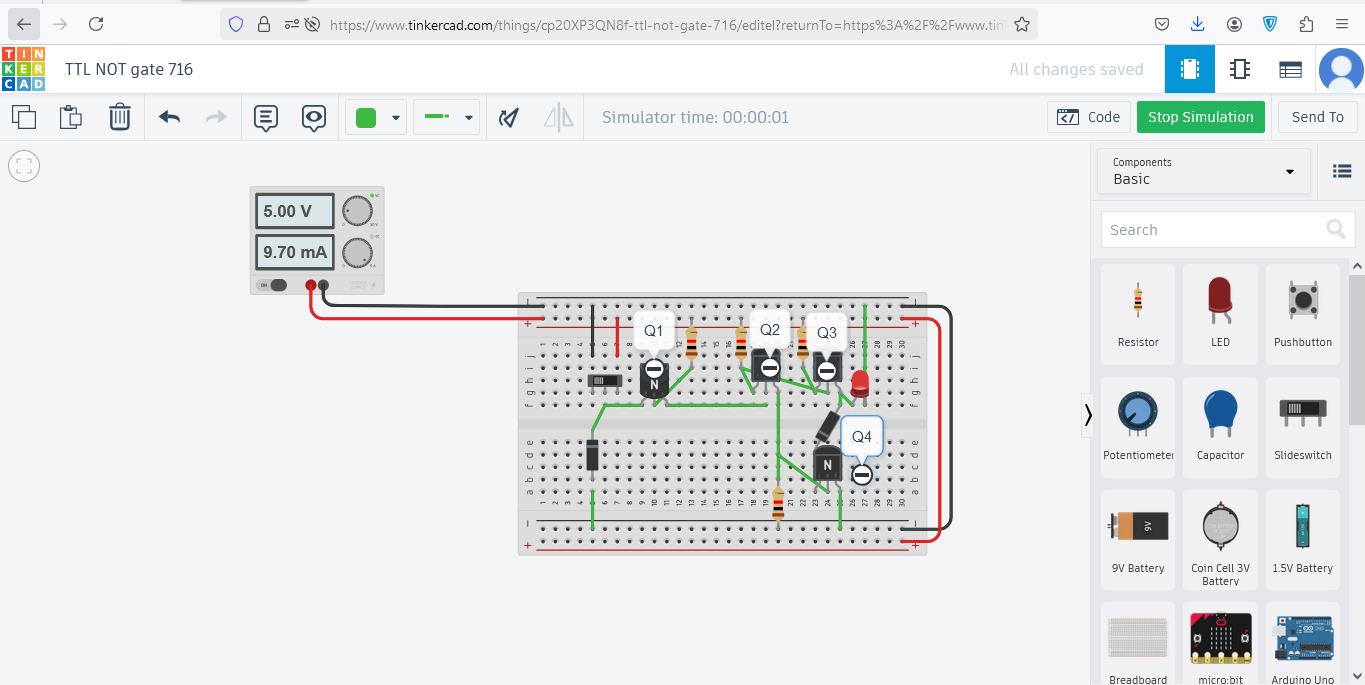 https://www.tinkercad.com/things/cp20XP3QN8f-ttl-not-gate-716/editel?returnTo=https%3A%2F%2Fwww.tin
TIN
KER
CAD
TTL NOT gate 716
All changes saved
Simulator time: 00:00:01
Code
Stop Simulation
Send To
Components
Basic
Search
5.00 V
9.70 mA
Q1
Q2
Q3
Q4
N
N
Resistor
LED
Pushbutton
Potentiometer
Capacitor
Slideswitch
9V
9V Battery
Coin Cell 3V
Battery
1.5V Battery
Breadboard
micro:bit
Arduino Uno